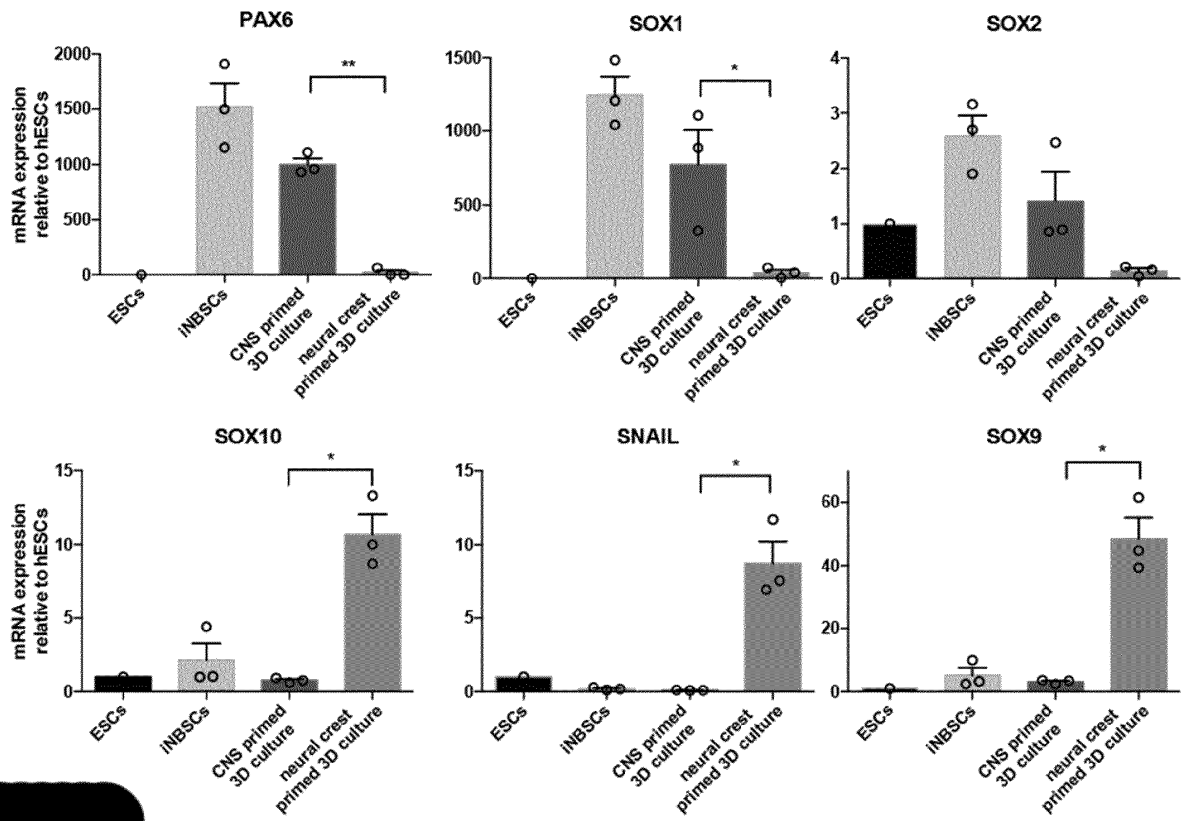 PAX6
mRNA expression
relative to hESCs
2000
1500
1000
500
0
**
ESCs
iNBSCs
CNS primed
3D culture
neural crest
primed 3D culture
SOX1
1500
1000
500
0
*
ESCs
iNBSCs
CNS primed
3D culture
neural crest
primed 3D culture
SOX2
4
3
2
1
0
ESCs
iNBSCs
CNS primed
3D culture
neural crest
primed 3D culture
SOX10
mRNA expression
relative to hESCs
15
10
5
0
*
ESCs
iNBSCs
CNS primed
3D culture
neural crest
primed 3D culture
SNAIL
15
10
5
0
*
ESCs
iNBSCs
CNS primed
3D culture
neural crest
primed 3D culture
SOX9
60
40
20
0
*
ESCs
iNBSCs
CNS primed
3D culture
neural crest
primed 3D culture